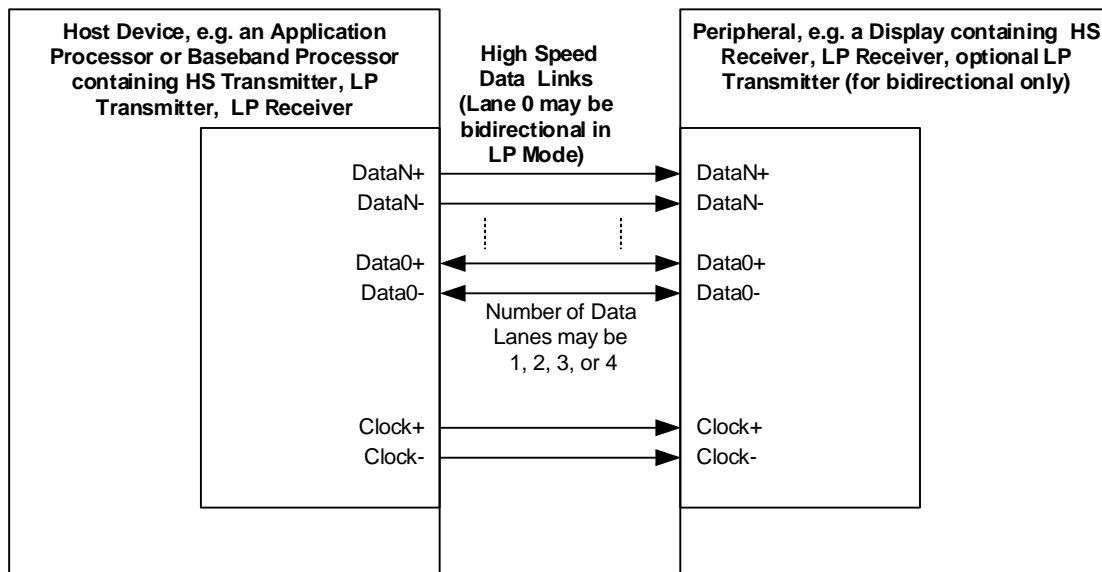 Host Device, e.g. an Application
Processor or Baseband Processor
containing HS Transmitter, LP
Transmitter, LP Receiver
High Speed
Data Links
(Lane 0 may be
bidirectional in
LP Mode)
Peripheral, e.g. a Display containing HS
Receiver, LP Receiver, optional LP
Transmitter (for bidirectional only)
DataN+
DataN-
Data0+
Data0-
Clock+
Clock-
Number of Data
Lanes may be
1, 2, 3, or 4
DataN+
DataN-
Data0+
Data0-
Clock+
Clock-